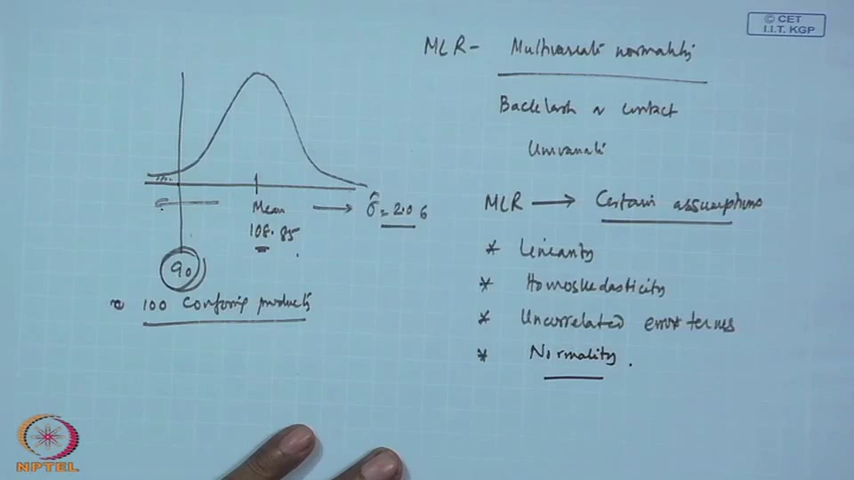 © CET
I.I.T. KGP
MLR - Multivariate normality
Backlash ~ contact
Univariate
MLR → Certain assumptions
* Linearity
* Homoskedasticity
* Uncorrelated error terms
* Normality.
Mean → σ̂ = 2.06
108.85
90
~ 100 Conforming products
NPTEL